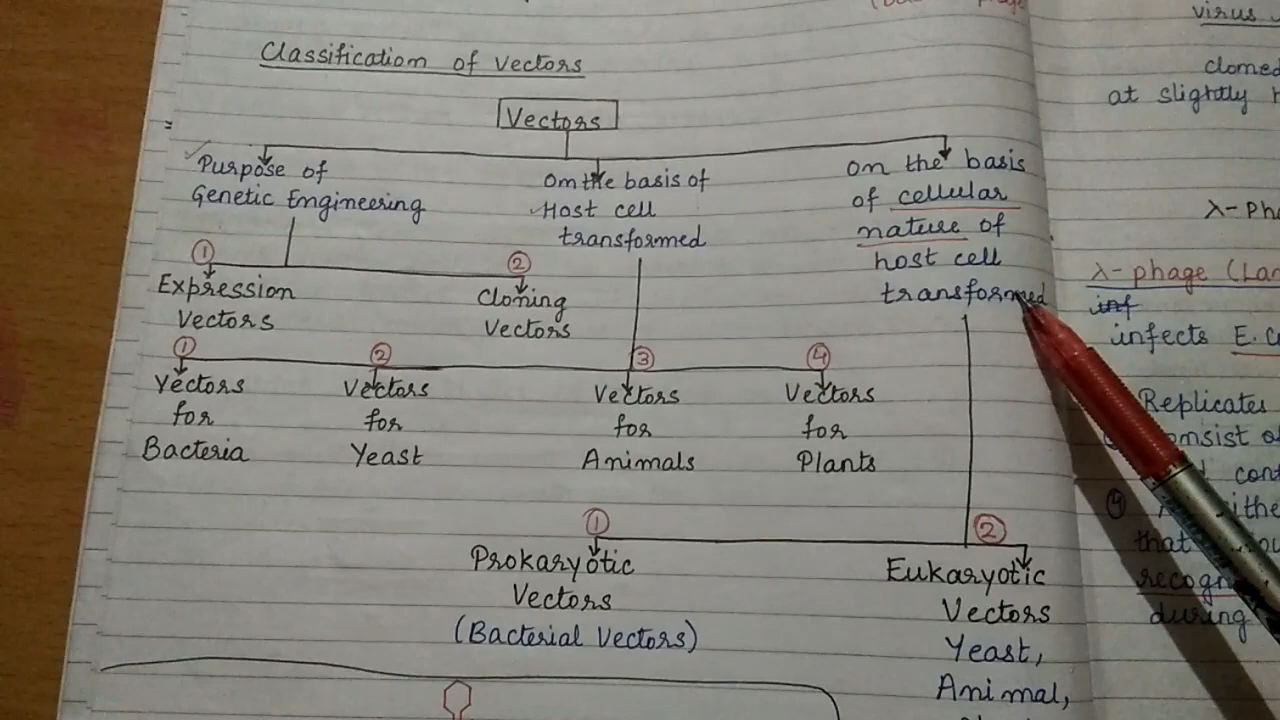 Classification of Vectors
Vectors
Purpose of
Genetic Engineering
On the basis of
Host cell
transformed
on the basis
of cellular
nature of
host cell
transformed
① ②
Expression
Vectors
Cloning
Vectors
① ② ③ ④
Vectors
for
Bacteria
Vectors
for
Yeast
Vectors
for
Animals
Vectors
for
Plants
① ②
Prokaryotic
Vectors
(Bacterial Vectors)
Eukaryotic
Vectors
Yeast,
Animal,
virus
at slightly
λ-phage
infects E.
Replicates
④
that
during